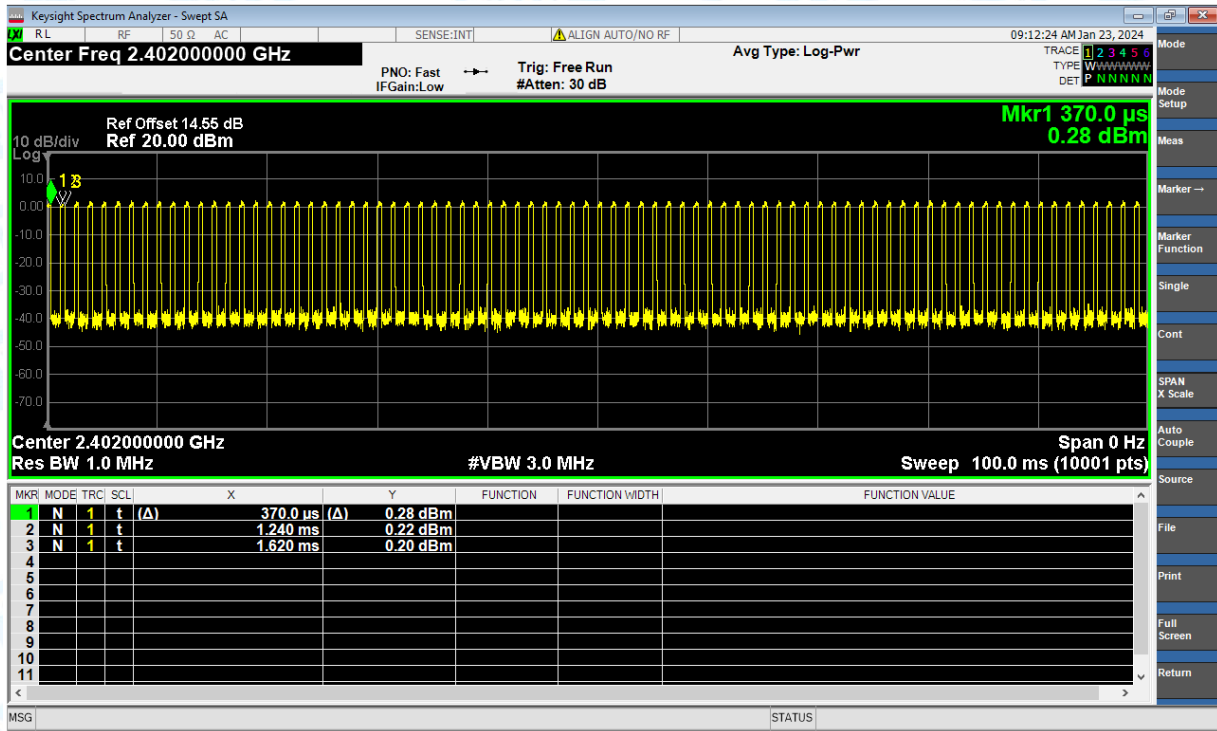 Keysight Spectrum Analyzer - Swept SA
LXI RL RF 50 Ω AC SENSE:INT ALIGN AUTO/NO RF 09:12:24 AM Jan 23, 2024
Center Freq 2.402000000 GHz Avg Type: Log-Pwr TRACE 1 2 3 4 5 6
PNO: Fast Trig: Free Run TYPE WWWWWW
IFGain:Low #Atten: 30 dB DET P N N N N N
Mkr1 370.0 µs
Ref Offset 14.55 dB
10 dB/div Ref 20.00 dBm 0.28 dBm
Log
10.0
1 2 3
0.00
-10.0
-20.0
-30.0
-40.0
-50.0
-60.0
-70.0
Center 2.402000000 GHz Span 0 Hz
Res BW 1.0 MHz #VBW 3.0 MHz Sweep 100.0 ms (10001 pts)
MKR MODE TRC SCL X Y FUNCTION FUNCTION WIDTH FUNCTION VALUE
1 N 1 t (Δ) 370.0 µs (Δ) 0.28 dBm
2 N 1 t 1.240 ms 0.22 dBm
3 N 1 t 1.620 ms 0.20 dBm
4
5
6
7
8
9
10
11
MSG STATUS
Mode
Mode
Setup
Meas
Marker→
Marker
Function
Single
Cont
SPAN
X Scale
Auto
Couple
Source
File
Print
Full
Screen
Return